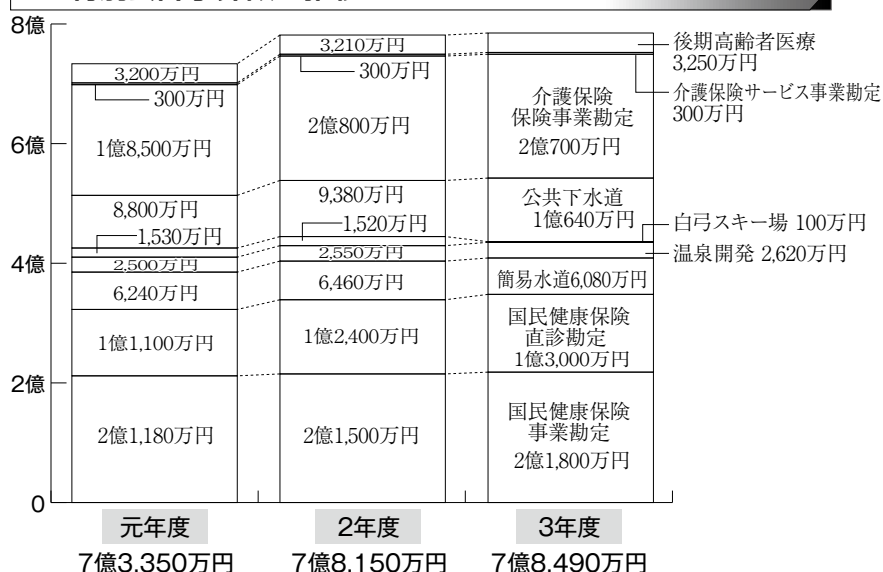 8億
6億
4億
2億
0
3,200万円
300万円
1億8,500万円
8,800万円
1,530万円
2,500万円
6,240万円
1億1,100万円
2億1,180万円
3,210万円
300万円
2億800万円
9,380万円
1,520万円
2,550万円
6,460万円
1億2,400万円
2億1,500万円
介護保険
保険事業勘定
2億700万円
公共下水道
1億640万円
簡易水道6,080万円
国民健康保険
直診勘定
1億3,000万円
国民健康保険
事業勘定
2億1,800万円
後期高齢者医療
3,250万円
介護保険サービス事業勘定
300万円
白弓スキー場 100万円
温泉開発 2,620万円
元年度
2年度
3年度
7億3,350万円
7億8,150万円
7億8,490万円